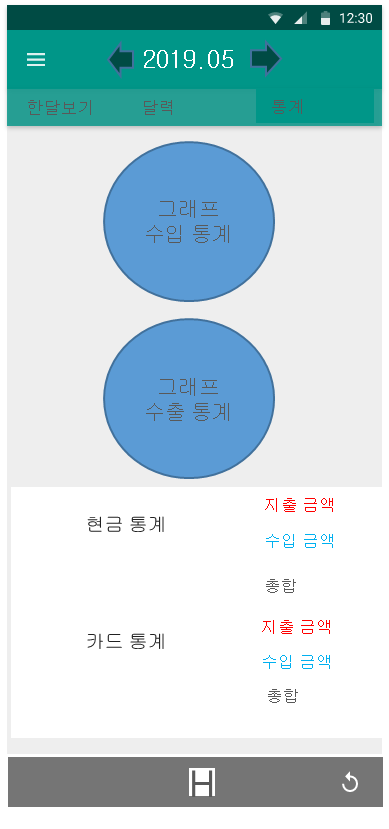 12:30
2019.05
한달보기
달력
통계
그래프
수입 통계
그래프
수출 통계
현금 통계
지출 금액
수입 금액
총합
카드 통계
지출 금액
수입 금액
총합